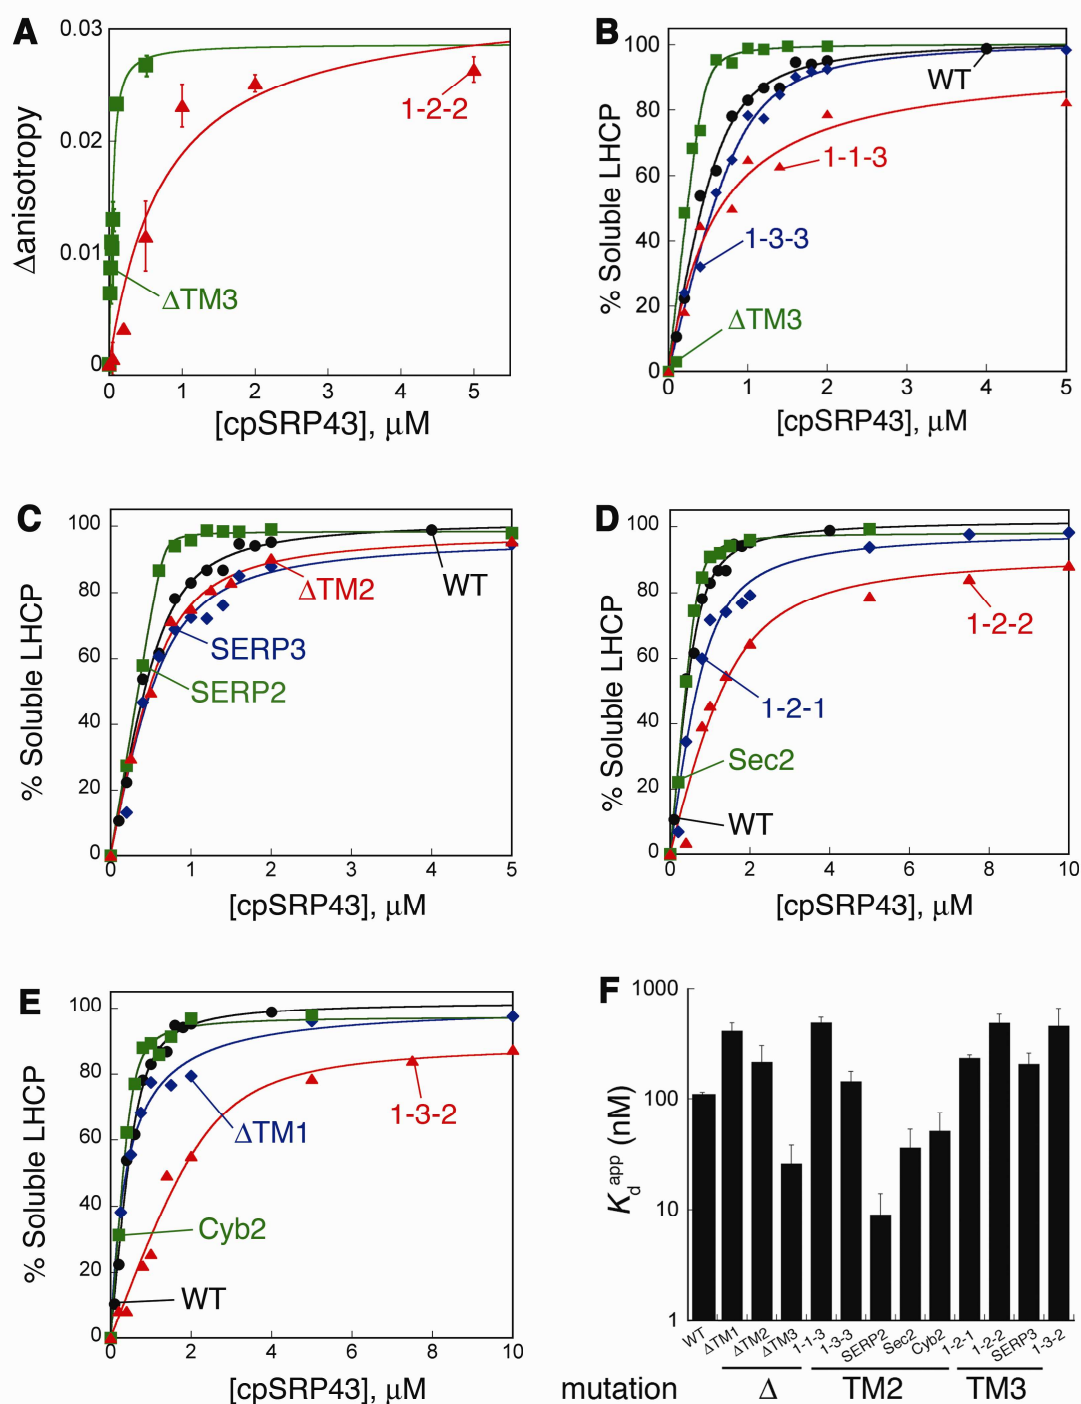 A
0.03
0.02
0.01
0
Δanisotropy
1-2-2
ΔTM3
0 1 2 3 4 5
[cpSRP43], μM
B
100
80
60
40
20
0
% Soluble LHCP
WT
1-1-3
1-3-3
ΔTM3
0 1 2 3 4 5
[cpSRP43], μM
C
100
80
60
40
20
0
% Soluble LHCP
WT
ΔTM2
SERP3
SERP2
0 1 2 3 4 5
[cpSRP43], μM
D
100
80
60
40
20
0
% Soluble LHCP
1-2-2
1-2-1
Sec2
WT
0 2 4 6 8 10
[cpSRP43], μM
E
100
80
60
40
20
0
% Soluble LHCP
1-3-2
ΔTM1
Cyb2
WT
0 2 4 6 8 10
[cpSRP43], μM
F
1000
100
10
1
Kd app (nM)
WT ΔTM1 ΔTM2 ΔTM3 1-1-3 1-3-3 SERP2 Sec2 Cyb2 1-2-1 1-2-2 SERP3 1-3-2
mutation Δ TM2 TM3